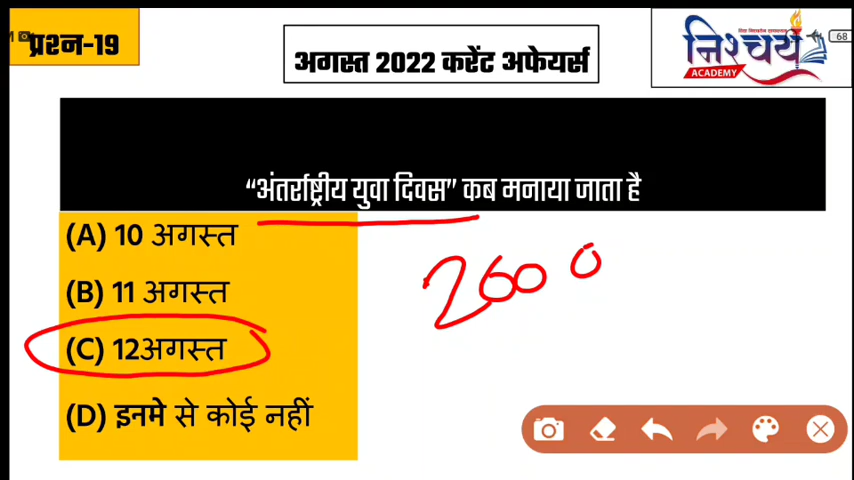 प्रश्न-19
अगस्त 2022 करेंट अफेयर्स
निश्चय
ACADEMY
68
“अंतर्राष्ट्रीय युवा दिवस” कब मनाया जाता है
(A) 10 अगस्त
(B) 11 अगस्त
(C) 12अगस्त
(D) इनमे से कोई नहीं
2000